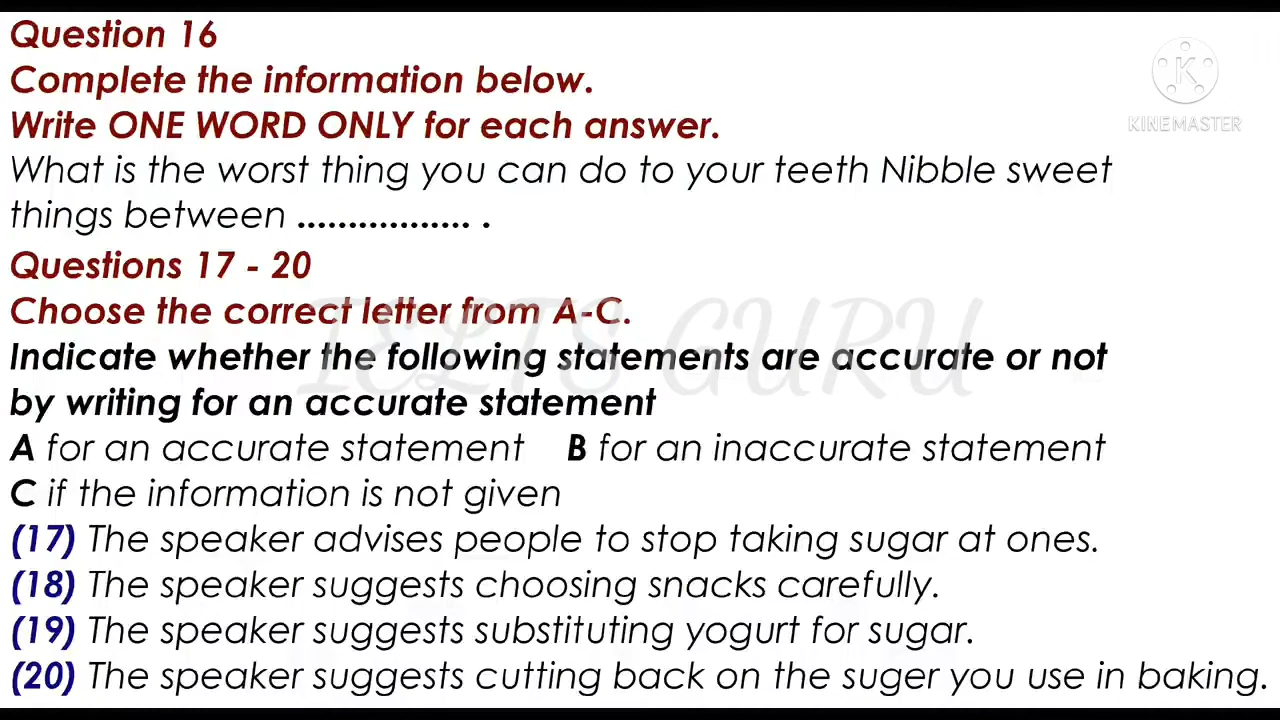 Question 16
Complete the information below.
KINEMASTER
Write ONE WORD ONLY for each answer.
What is the worst thing you can do to your teeth Nibble sweet
things between .................. .
Questions 17 - 20
Choose the correct letter from A-C.
IELTS GURU
Indicate whether the following statements are accurate or not
by writing for an accurate statement
A for an accurate statement B for an inaccurate statement
C if the information is not given
(17) The speaker advises people to stop taking sugar at ones.
(18) The speaker suggests choosing snacks carefully.
(19) The speaker suggests substituting yogurt for sugar.
(20) The speaker suggests cutting back on the suger you use in baking.